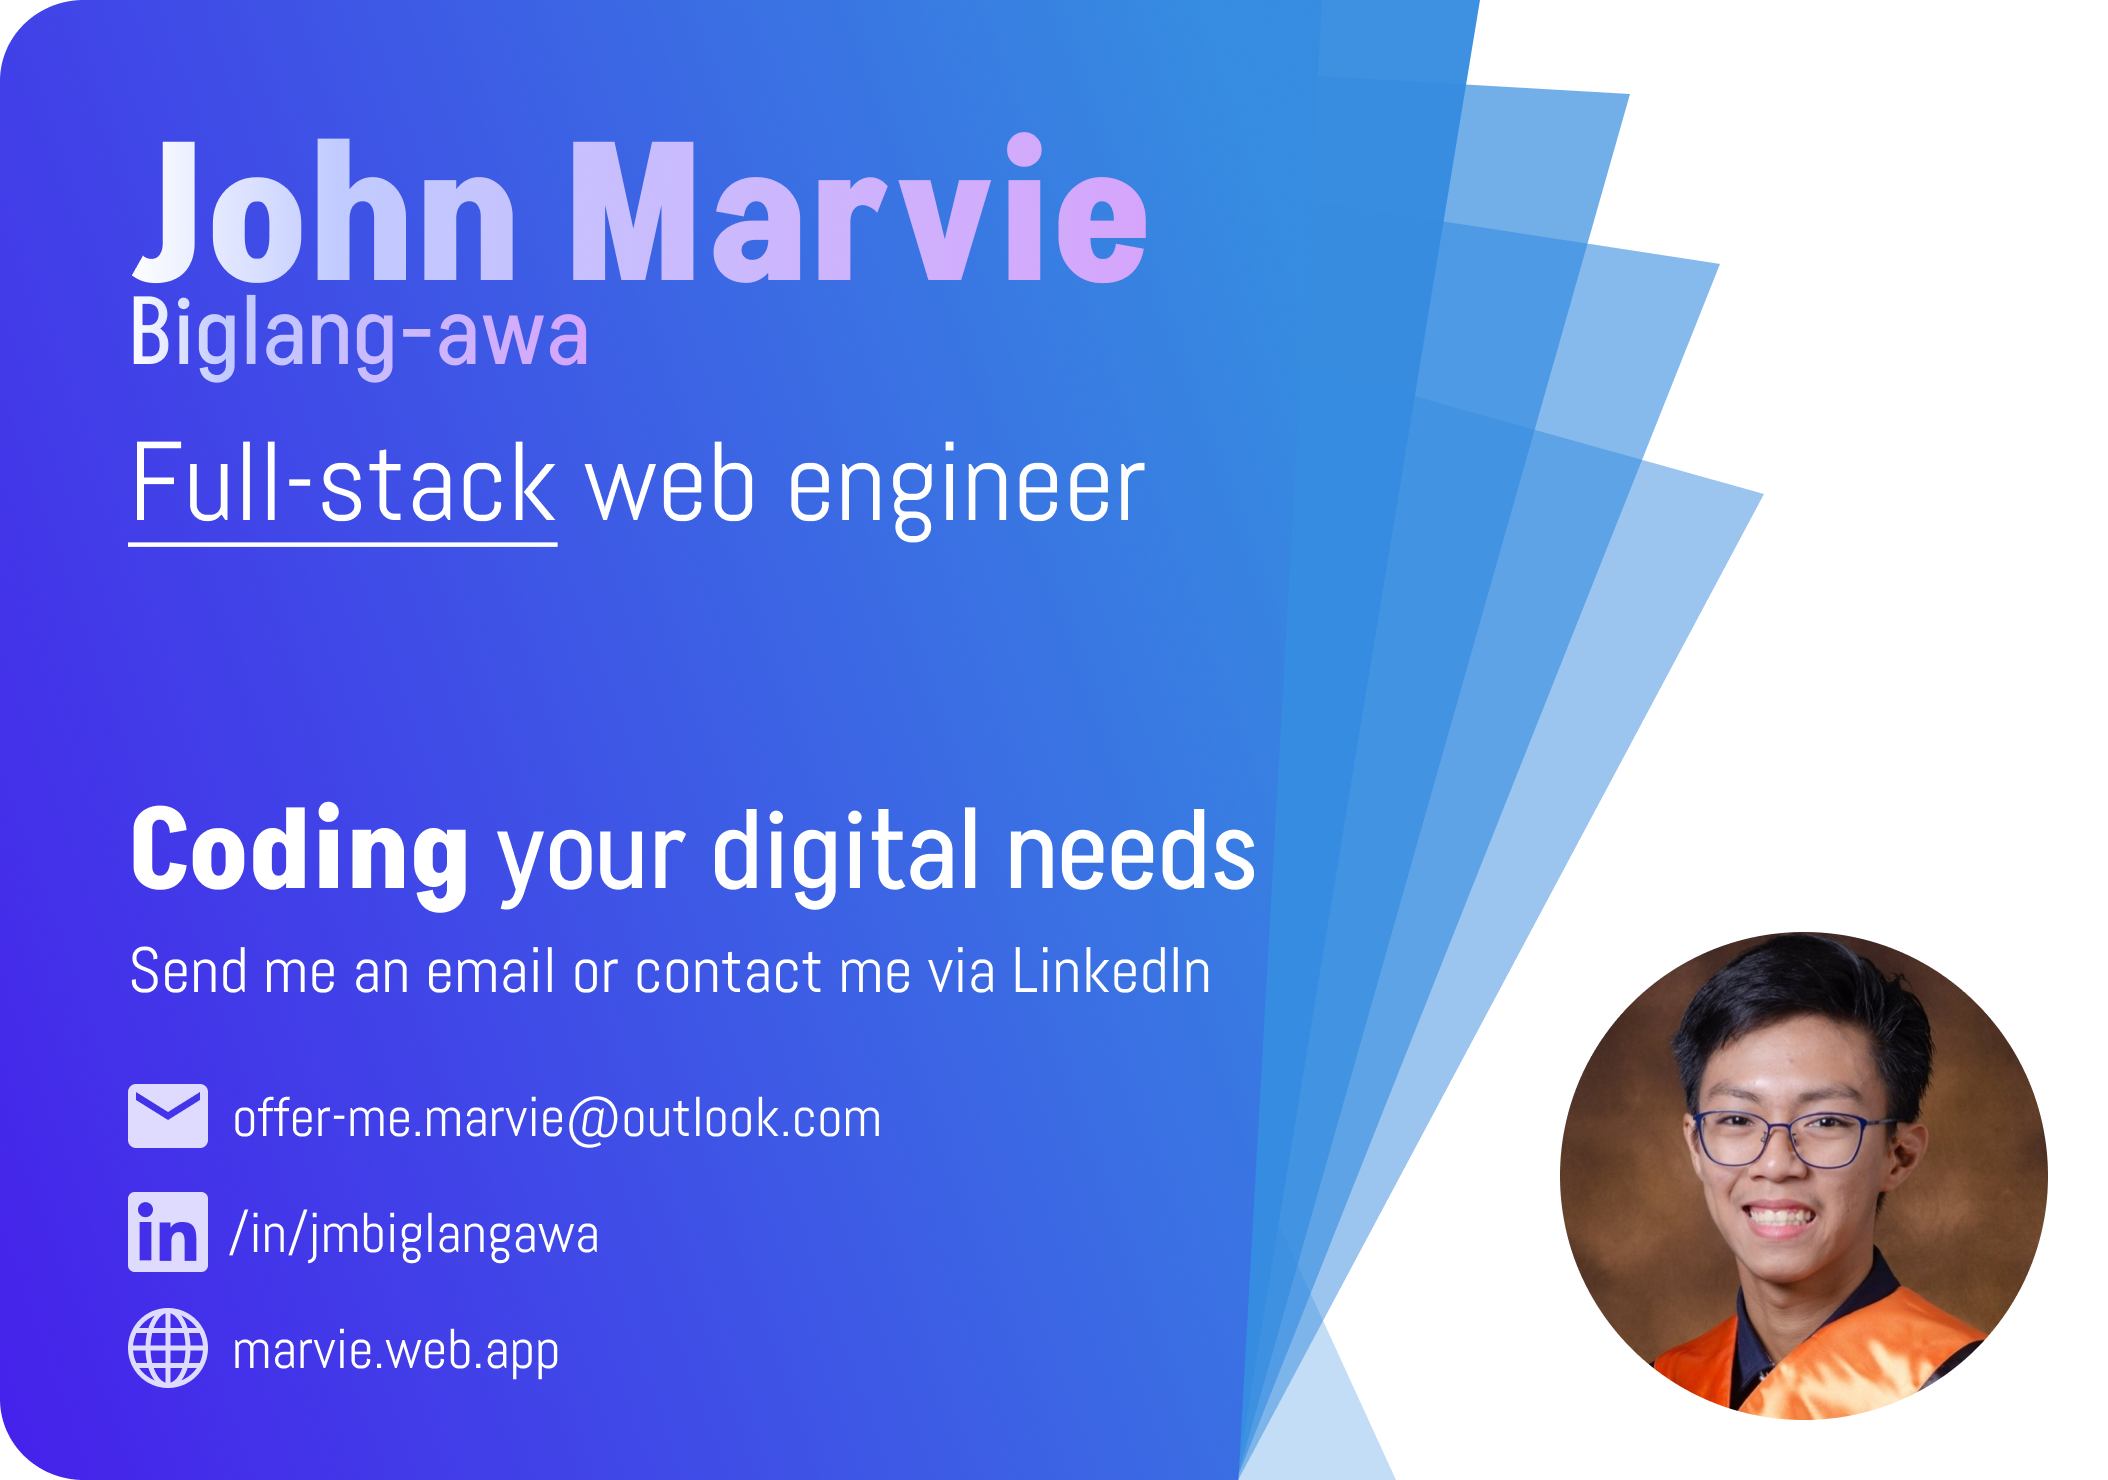 John Marvie
Biglang-awa
Full-stack web engineer
Coding your digital needs
Send me an email or contact me via LinkedIn
offer-me.marvie@outlook.com
in /in/jmbiglangawa
marvie.web.app